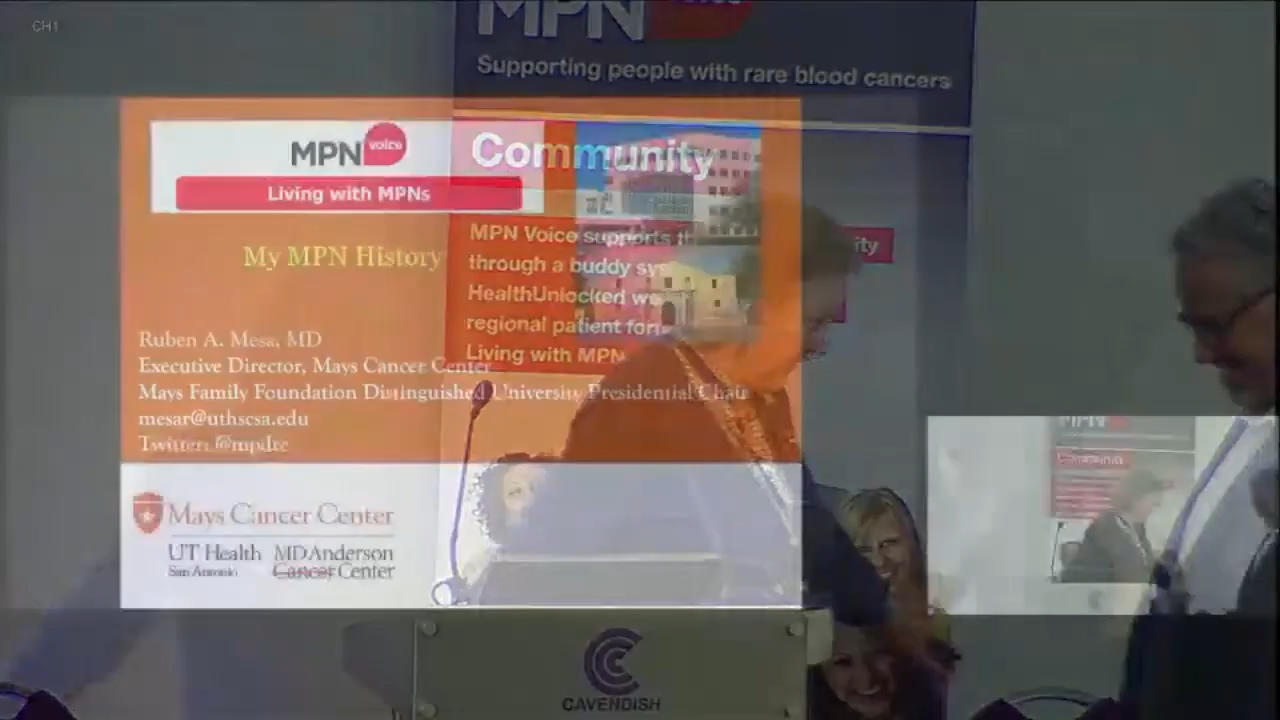 CH1
MPN voice
Supporting people with rare blood cancers
MPN voice
Living with MPNs
Community
My MPN History
MPN Voice supports
through a buddy
HealthUnlocked
regional patient
Living with MPN
Ruben A. Mesa, MD
Executive Director, Mays Cancer Center
Mays Family Foundation Distinguished University Presidential Chair
mesar@uthscsa.edu
Twitter: @mpdrc
Mays Cancer Center
UT Health
San Antonio
MDAnderson
Cancer Center
Community
CAVENDISH